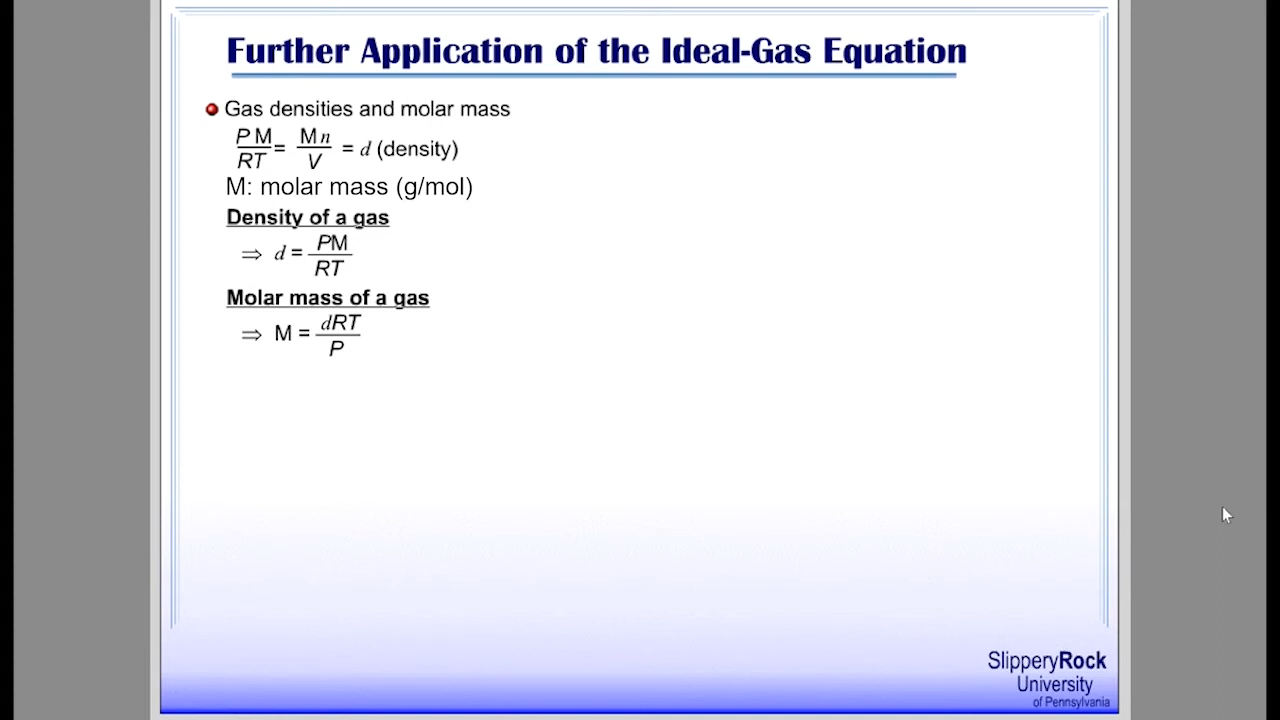 Further Application of the Ideal-Gas Equation
Gas densities and molar mass
PM/RT = Mn/V = d (density)
M: molar mass (g/mol)
Density of a gas
⇒ d = PM/RT
Molar mass of a gas
⇒ M = dRT/P
SlipperyRock
University
of Pennsylvania